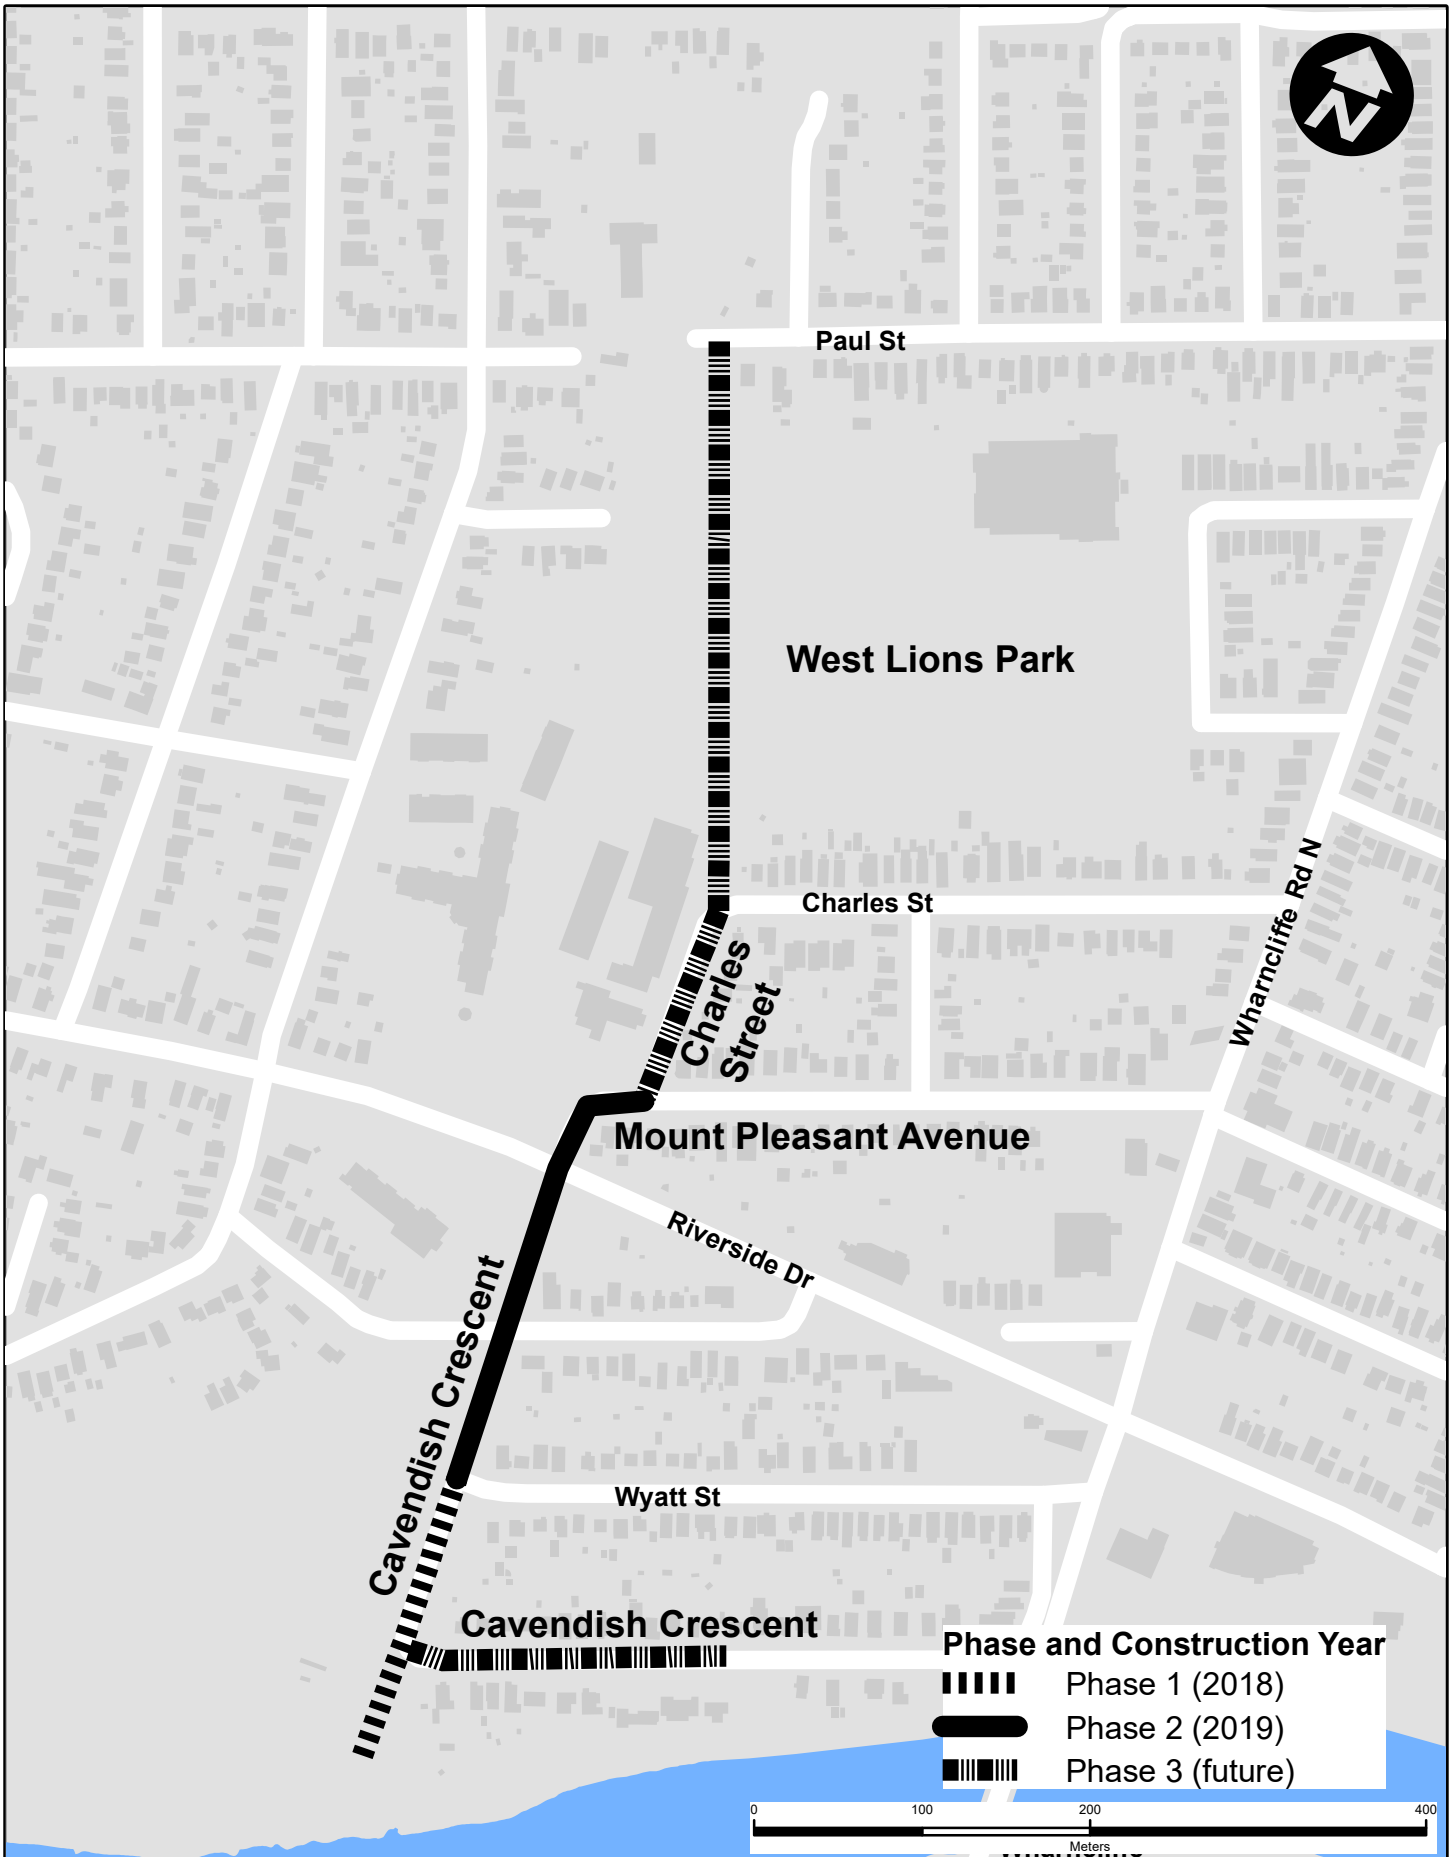 N
Paul St
West Lions Park
Charles St
Wharncliffe Rd N
Charles
Street
Mount Pleasant Avenue
Riverside Dr
Cavendish Crescent
Wyatt St
Cavendish Crescent
Phase and Construction Year
Phase 1 (2018)
Phase 2 (2019)
Phase 3 (future)
0 100 200 400
Meters